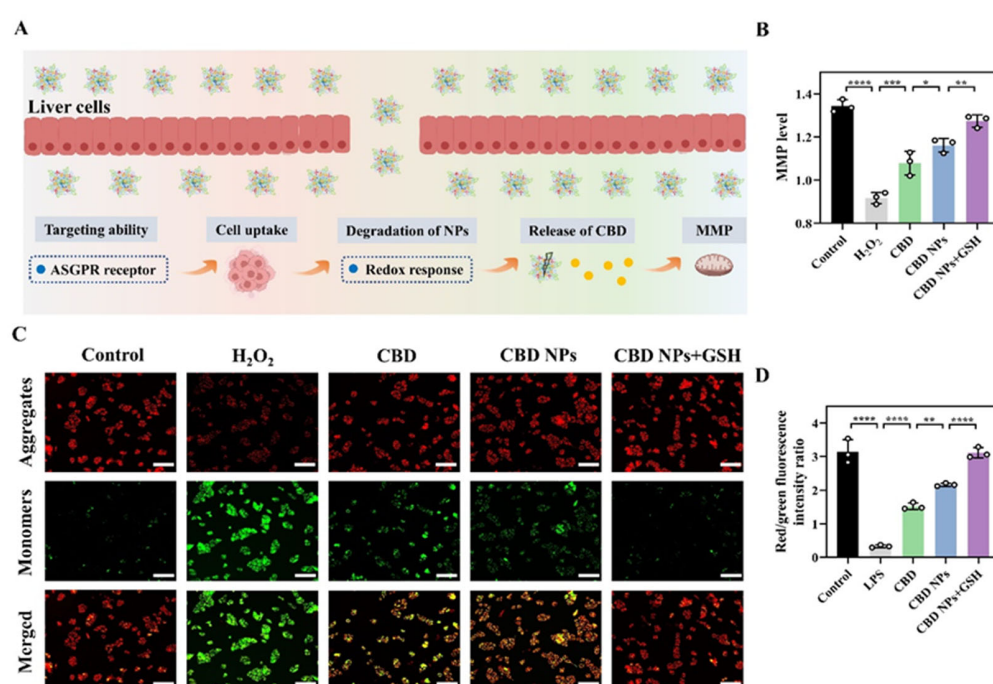 A
Liver cells
Targeting ability
Cell uptake
Degradation of NPs
Release of CBD
MMP
ASGPR receptor
Redox response
B
MMP level
1.4
1.2
1.0
0.8
**** *** * **
Control
H₂O₂
CBD
CBD NPs
CBD NPs+GSH
C
Control
H₂O₂
CBD
CBD NPs
CBD NPs+GSH
Aggregates
Monomers
Merged
D
Red/green fluorescence
intensity ratio
4
3
2
1
0
**** **** ** ****
Control
LPS
CBD
CBD NPs
CBD NPs+GSH